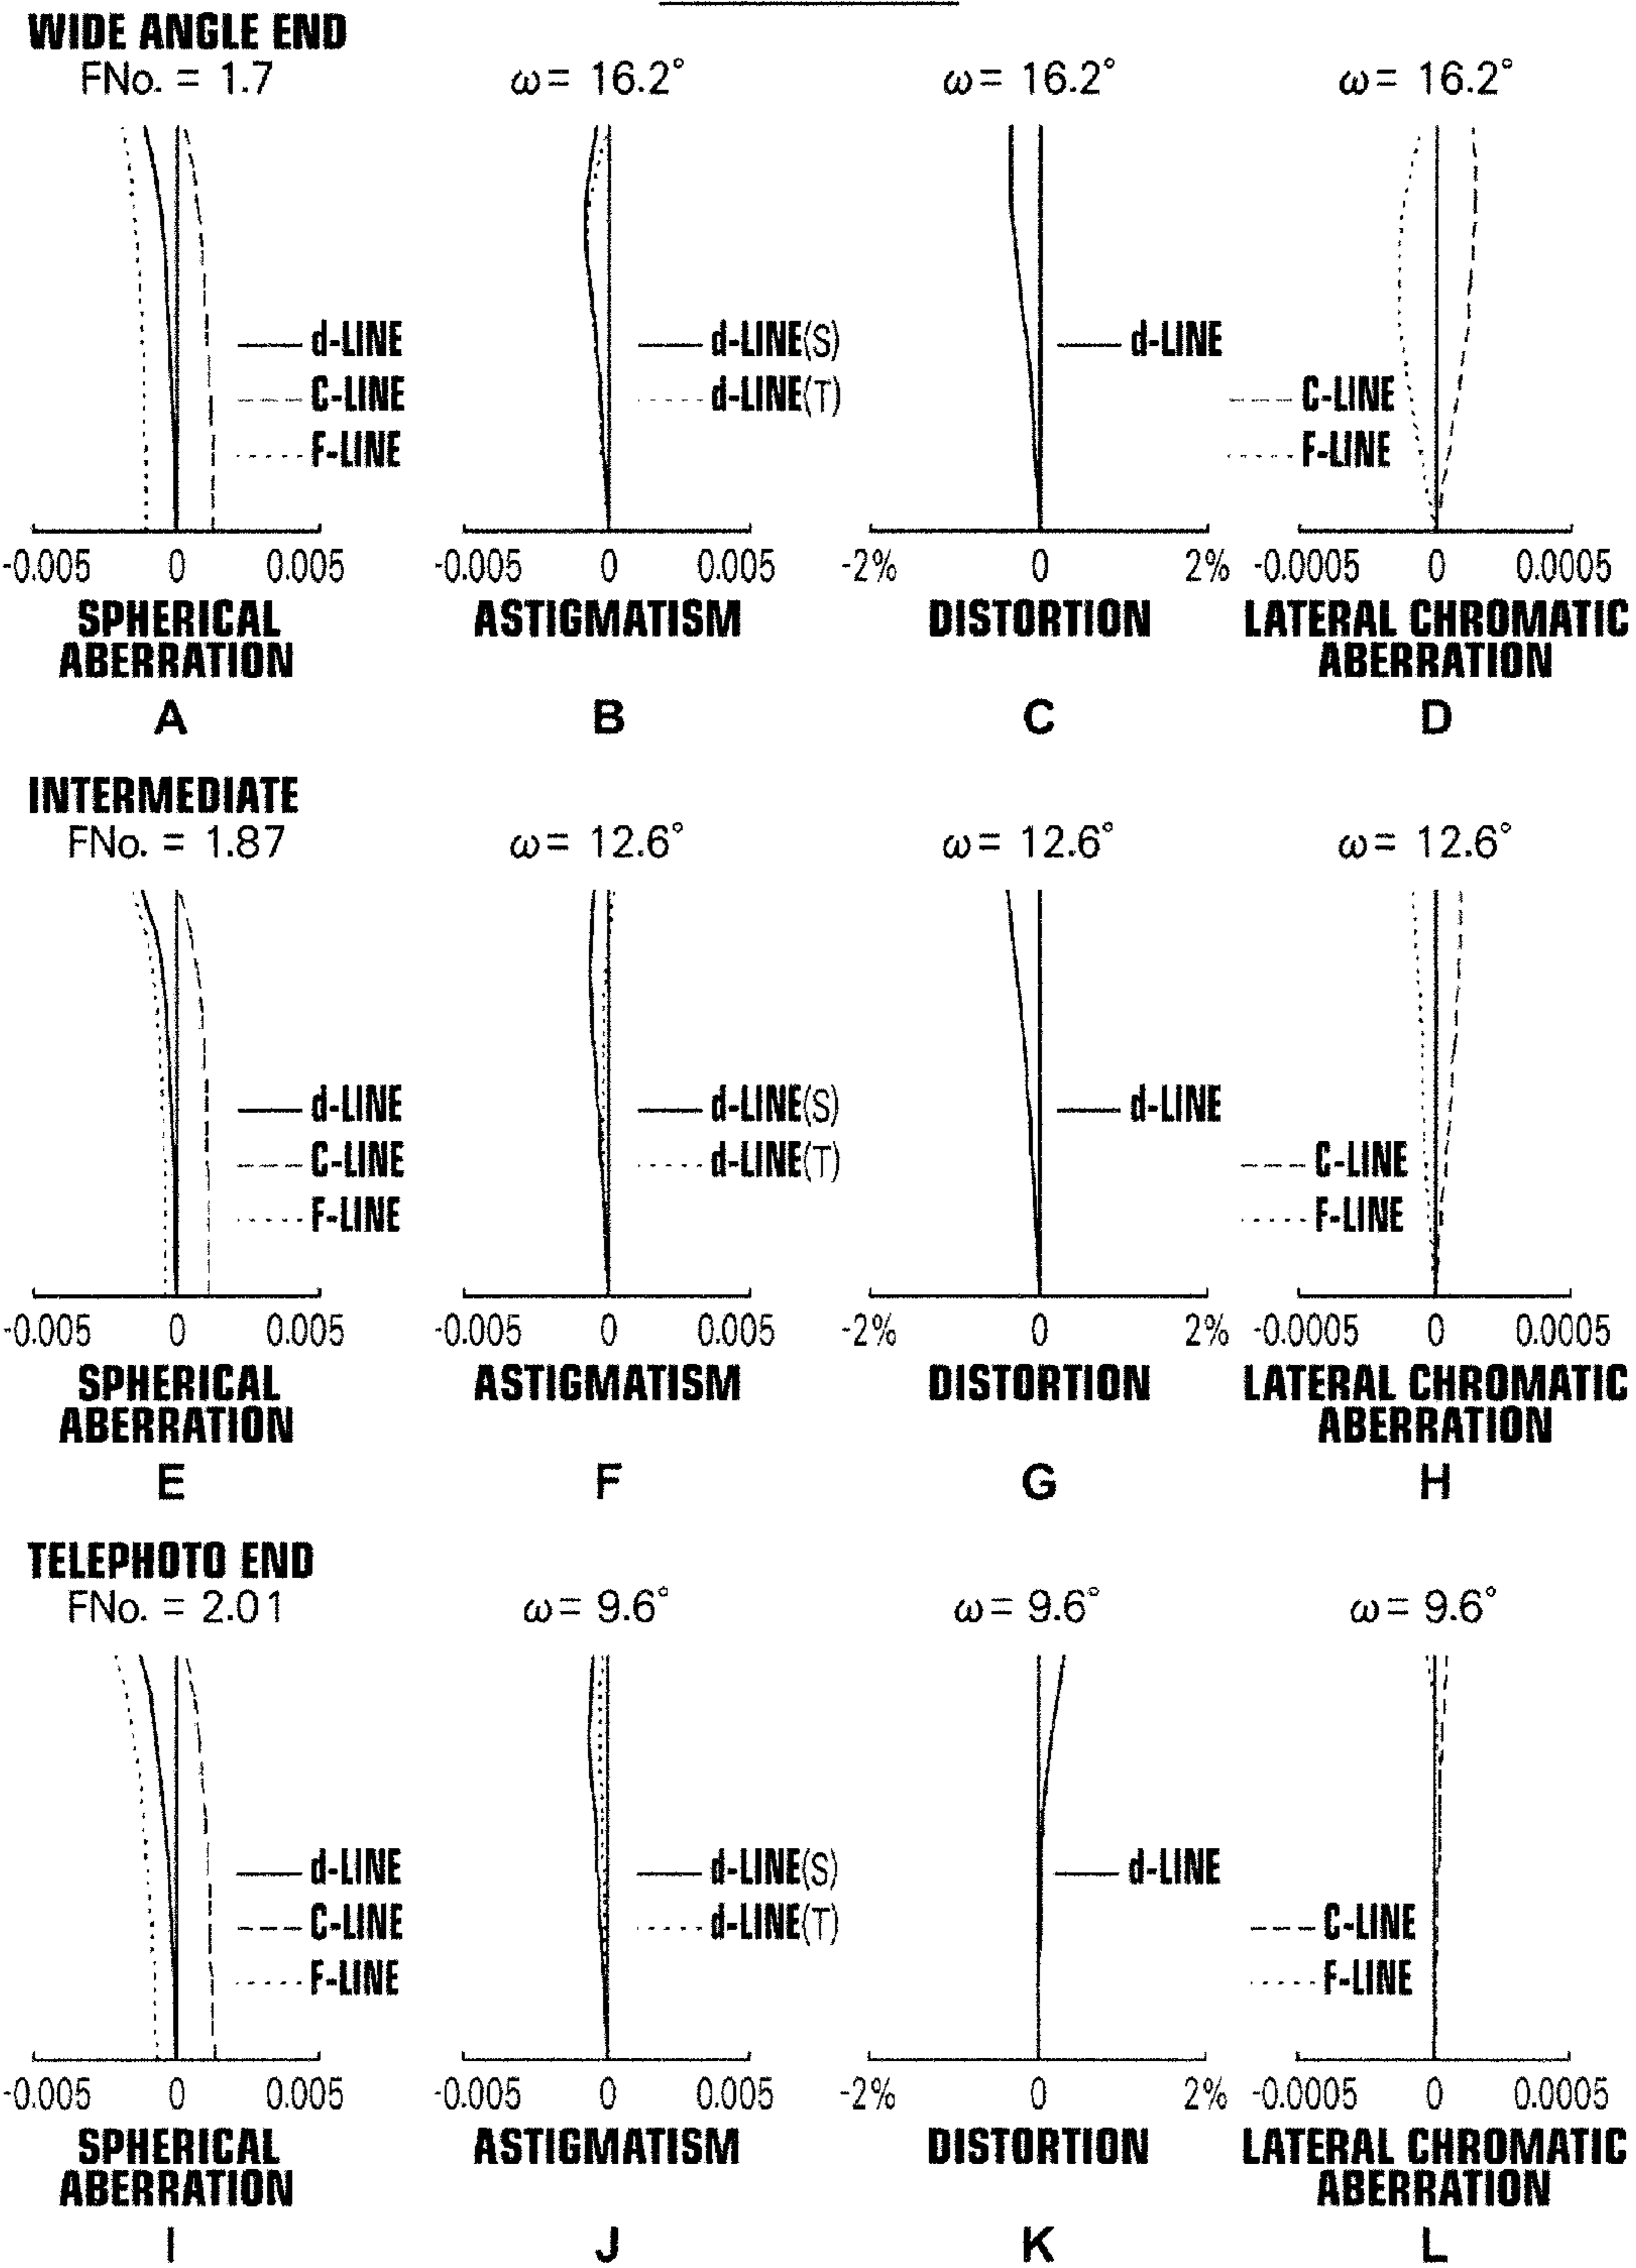 WIDE ANGLE END
FNo. = 1.7
ω= 16.2°
ω= 16.2°
ω= 16.2°
d-LINE
C-LINE
F-LINE
d-LINE(S)
d-LINE(T)
d-LINE
C-LINE
F-LINE
-0.005 0 0.005
-0.005 0 0.005
-2% 0 2%
-0.0005 0 0.0005
SPHERICAL
ABERRATION
ASTIGMATISM
DISTORTION
LATERAL CHROMATIC
ABERRATION
A
B
C
D
INTERMEDIATE
FNo. = 1.87
ω= 12.6°
ω= 12.6°
ω= 12.6°
d-LINE
C-LINE
F-LINE
d-LINE(S)
d-LINE(T)
d-LINE
C-LINE
F-LINE
-0.005 0 0.005
-0.005 0 0.005
-2% 0 2%
-0.0005 0 0.0005
SPHERICAL
ABERRATION
ASTIGMATISM
DISTORTION
LATERAL CHROMATIC
ABERRATION
E
F
G
H
TELEPHOTO END
FNo. = 2.01
ω= 9.6°
ω= 9.6°
ω= 9.6°
d-LINE
C-LINE
F-LINE
d-LINE(S)
d-LINE(T)
d-LINE
C-LINE
F-LINE
-0.005 0 0.005
-0.005 0 0.005
-2% 0 2%
-0.0005 0 0.0005
SPHERICAL
ABERRATION
ASTIGMATISM
DISTORTION
LATERAL CHROMATIC
ABERRATION
I
J
K
L